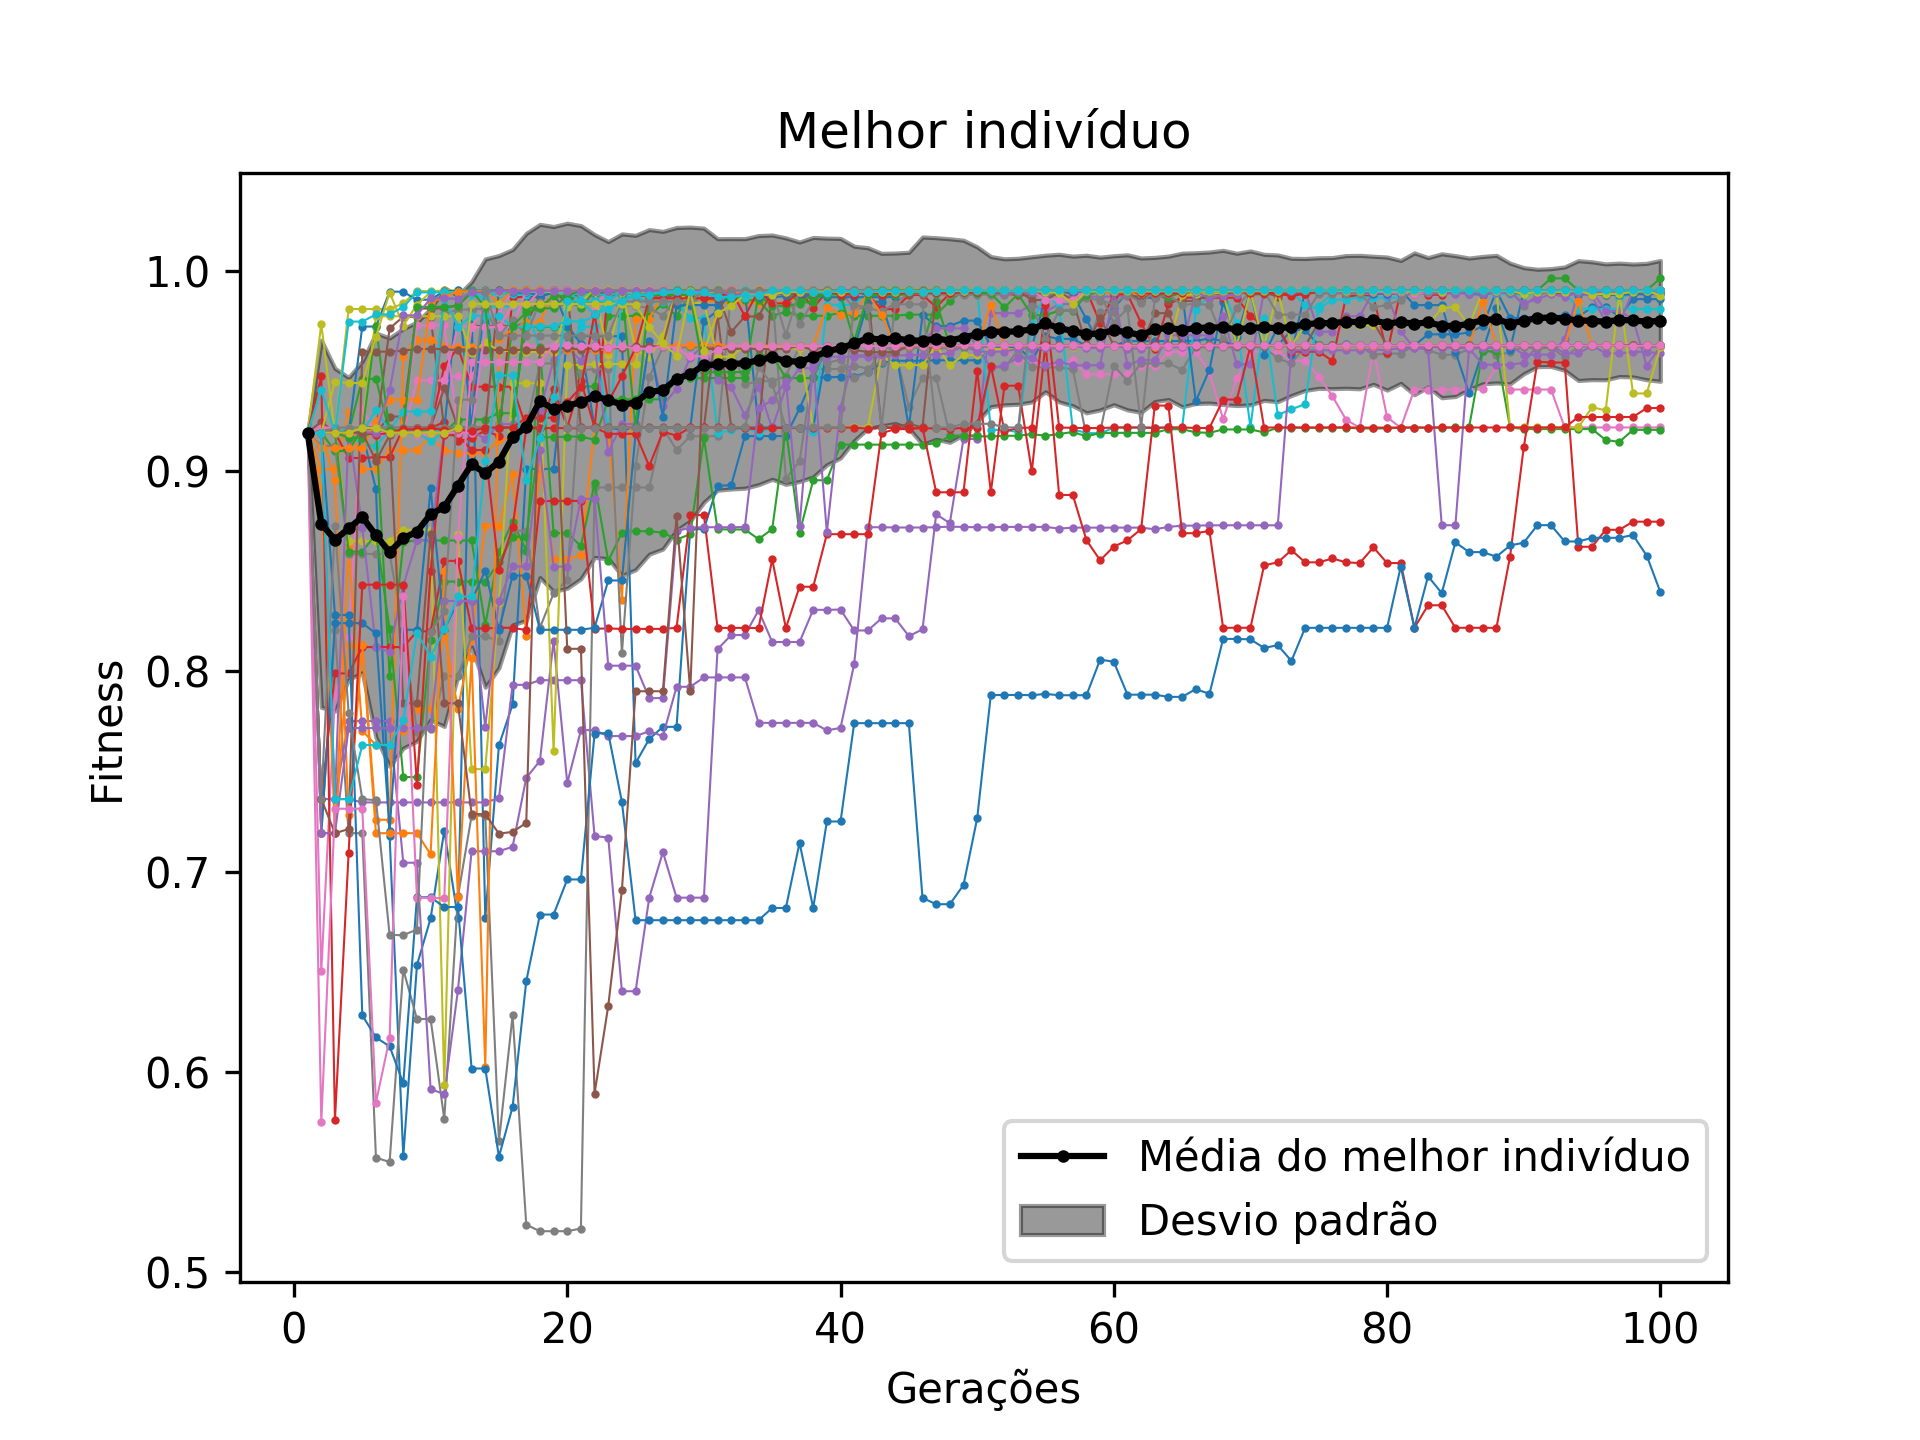 Melhor indivíduo
Fitness
1.0
0.9
0.8
0.7
0.6
0.5
0 20 40 60 80 100
Gerações
Média do melhor indivíduo
Desvio padrão